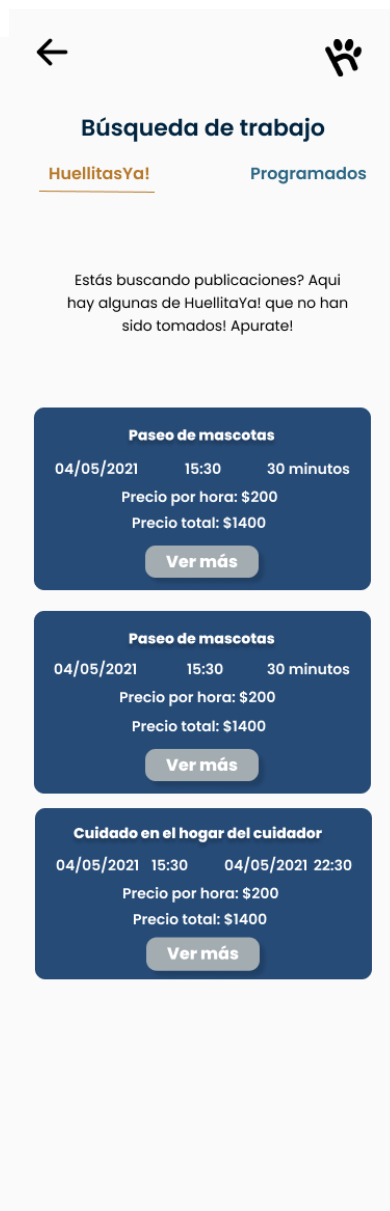 Búsqueda de trabajo
HuellitasYa! Programados
Estás buscando publicaciones? Aqui
hay algunas de HuellitaYa! que no han
sido tomados! Apurate!
Paseo de mascotas
04/05/2021 15:30 30 minutos
Precio por hora: $200
Precio total: $1400
Ver más
Paseo de mascotas
04/05/2021 15:30 30 minutos
Precio por hora: $200
Precio total: $1400
Ver más
Cuidado en el hogar del cuidador
04/05/2021 15:30 04/05/2021 22:30
Precio por hora: $200
Precio total: $1400
Ver más